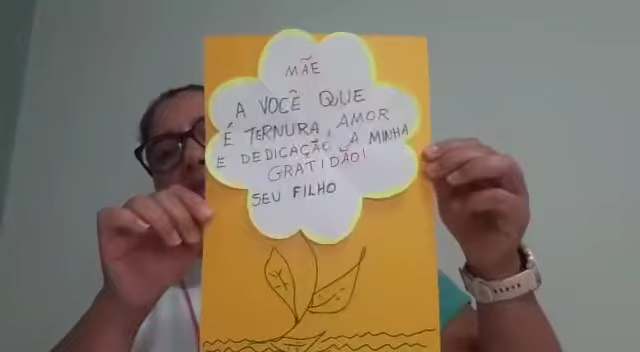 MÃE
A VOCÊ QUE
É TERNURA, AMOR
E DEDICAÇÃO, A MINHA
GRATIDÃO!
SEU FILHO